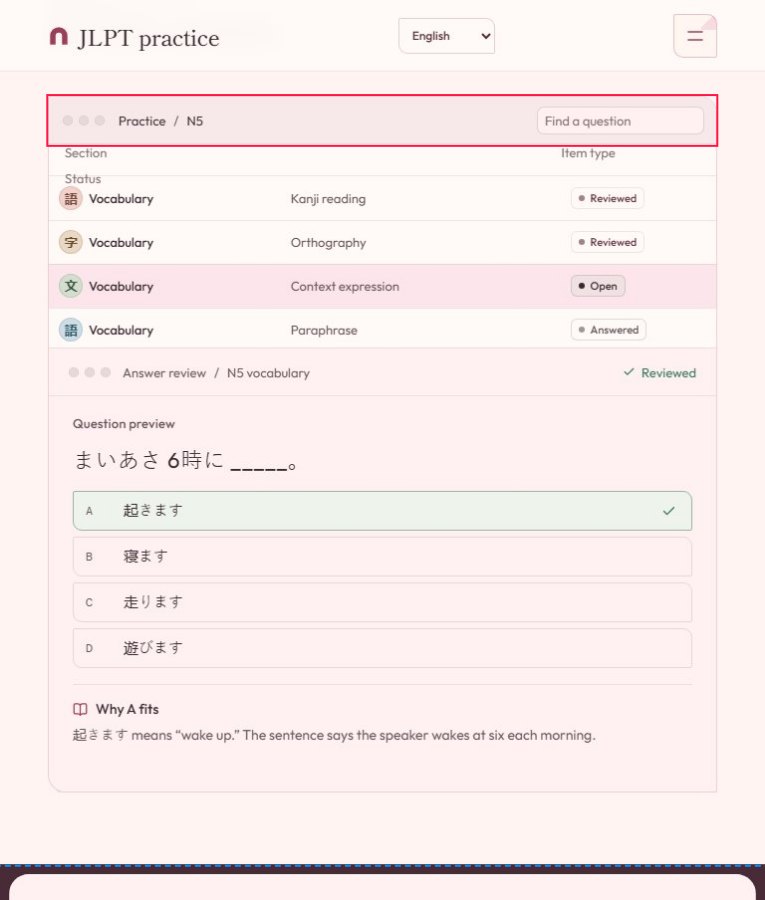 JLPT practice English
Practice / N5 Find a question
Section Item type
Status
語 Vocabulary Kanji reading Reviewed
字 Vocabulary Orthography Reviewed
文 Vocabulary Context expression Open
語 Vocabulary Paraphrase Answered
Answer review / N5 vocabulary Reviewed
Question preview
まいあさ 6時に _____。
A 起きます
B 寝ます
C 走ります
D 遊びます
Why A fits
起きます means “wake up.” The sentence says the speaker wakes at six each morning.